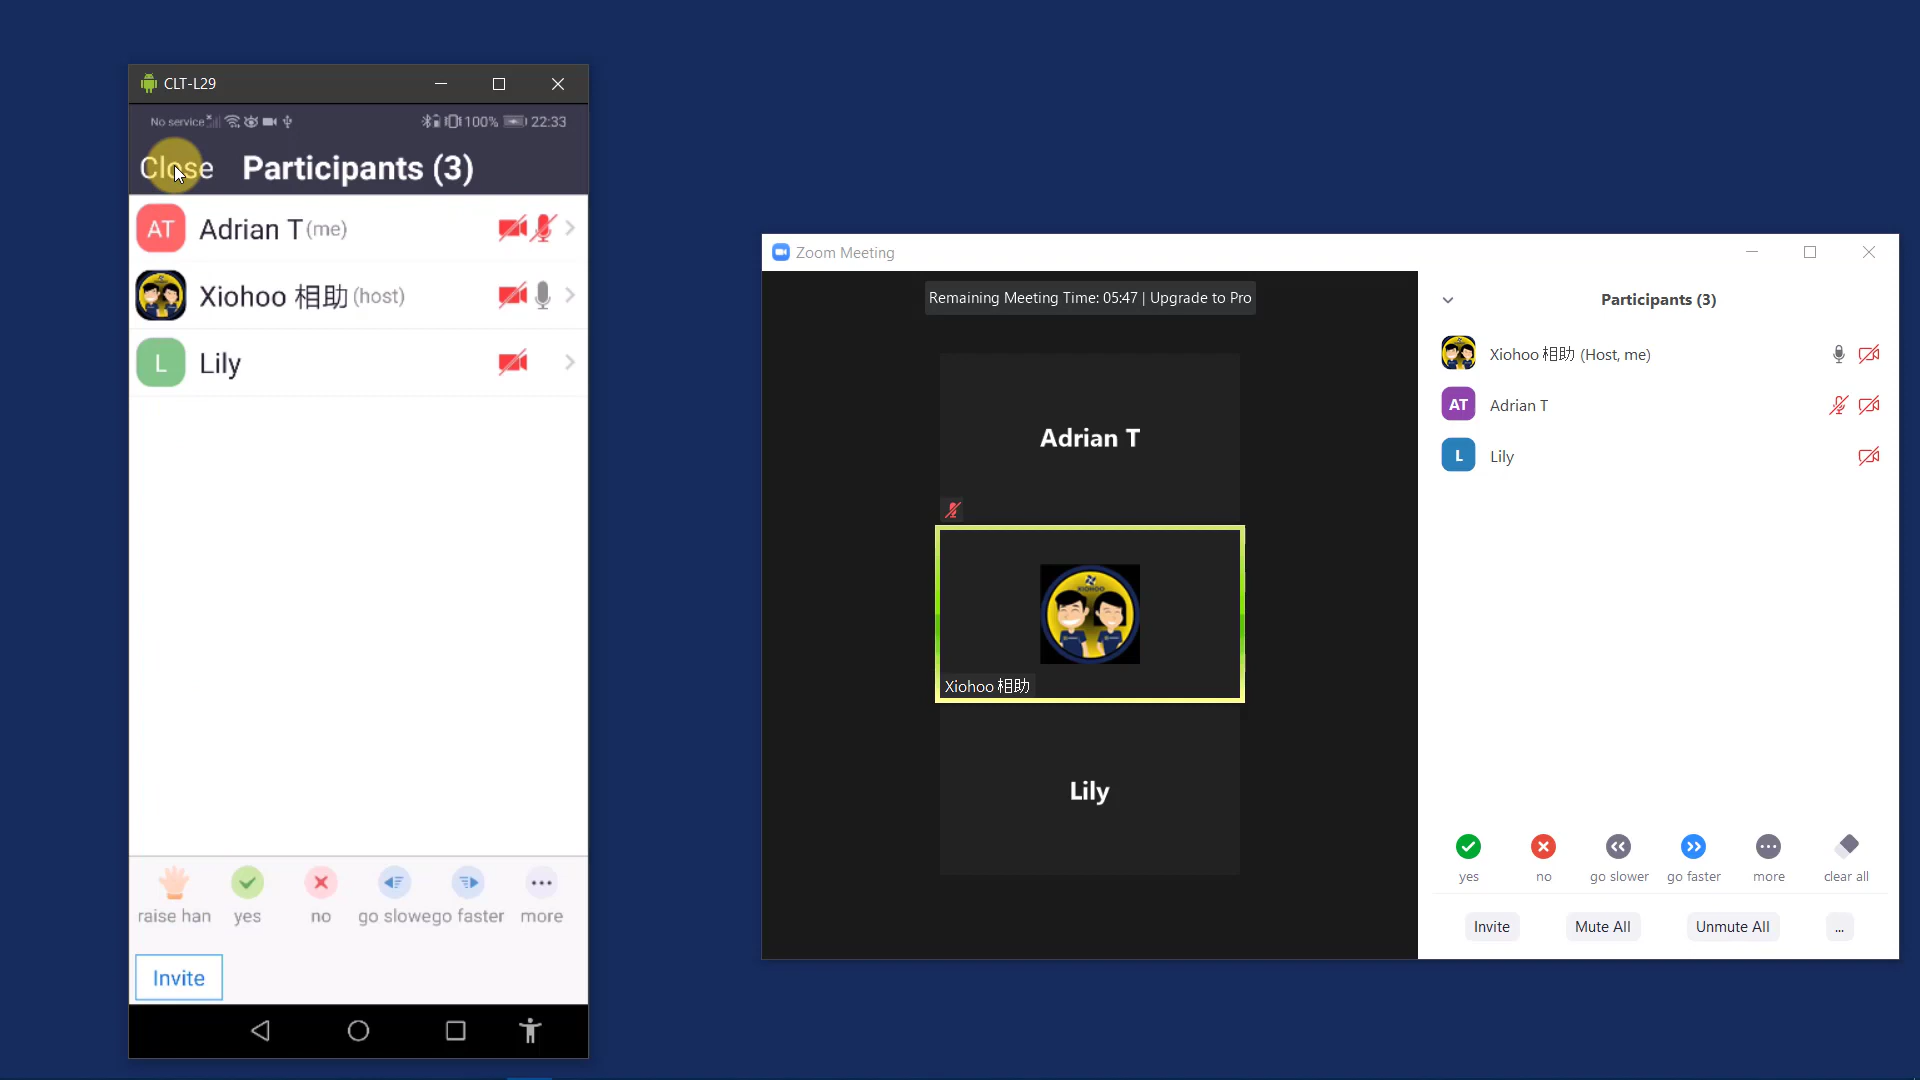 CLT-L29
No service
100%
22:33
Close
Participants (3)
AT
Adrian T (me)
Xiohoo 相助 (host)
L
Lily
raise han
yes
no
go slowe
go faster
more
Invite
Zoom Meeting
Remaining Meeting Time: 05:47 | Upgrade to Pro
Adrian T
XIOHOO
Xiohoo 相助
Lily
Participants (3)
Xiohoo 相助 (Host, me)
AT
Adrian T
L
Lily
yes
no
go slower
go faster
more
clear all
Invite
Mute All
Unmute All
...